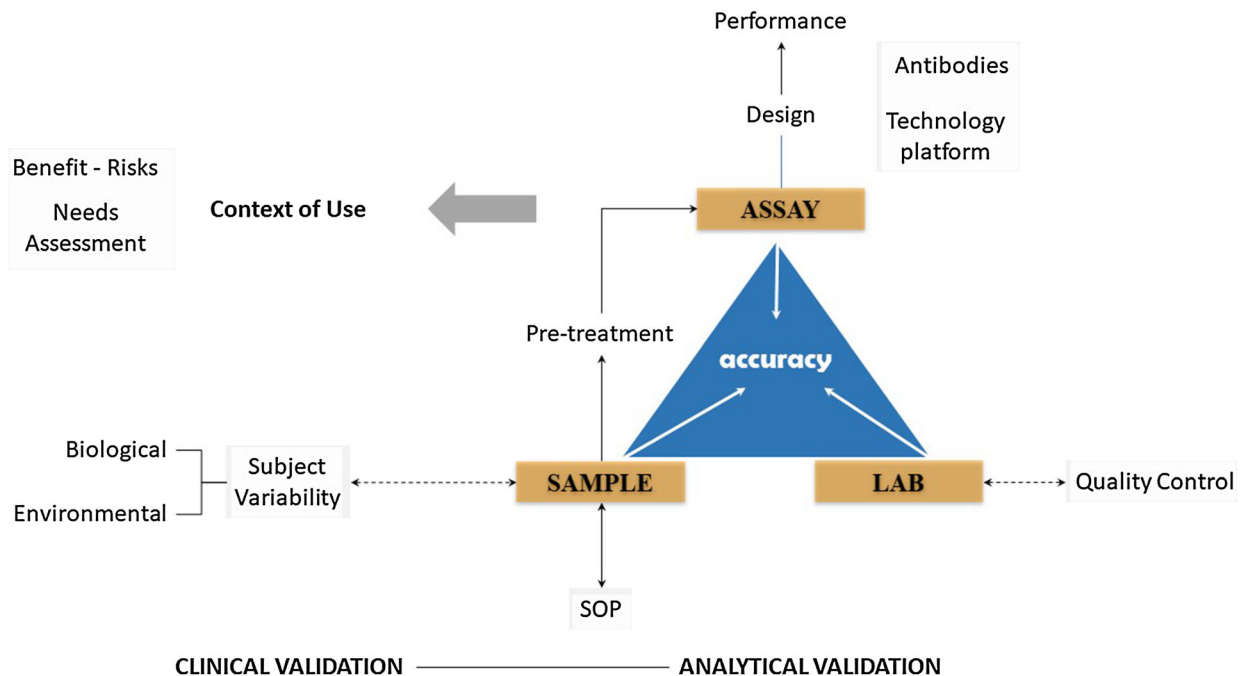 Performance
Antibodies
Design
Technology
platform
Benefit - Risks
Needs
Assessment
Context of Use
ASSAY
Pre-treatment
accuracy
Biological
Environmental
Subject
Variability
SAMPLE
LAB
Quality Control
SOP
CLINICAL VALIDATION
ANALYTICAL VALIDATION